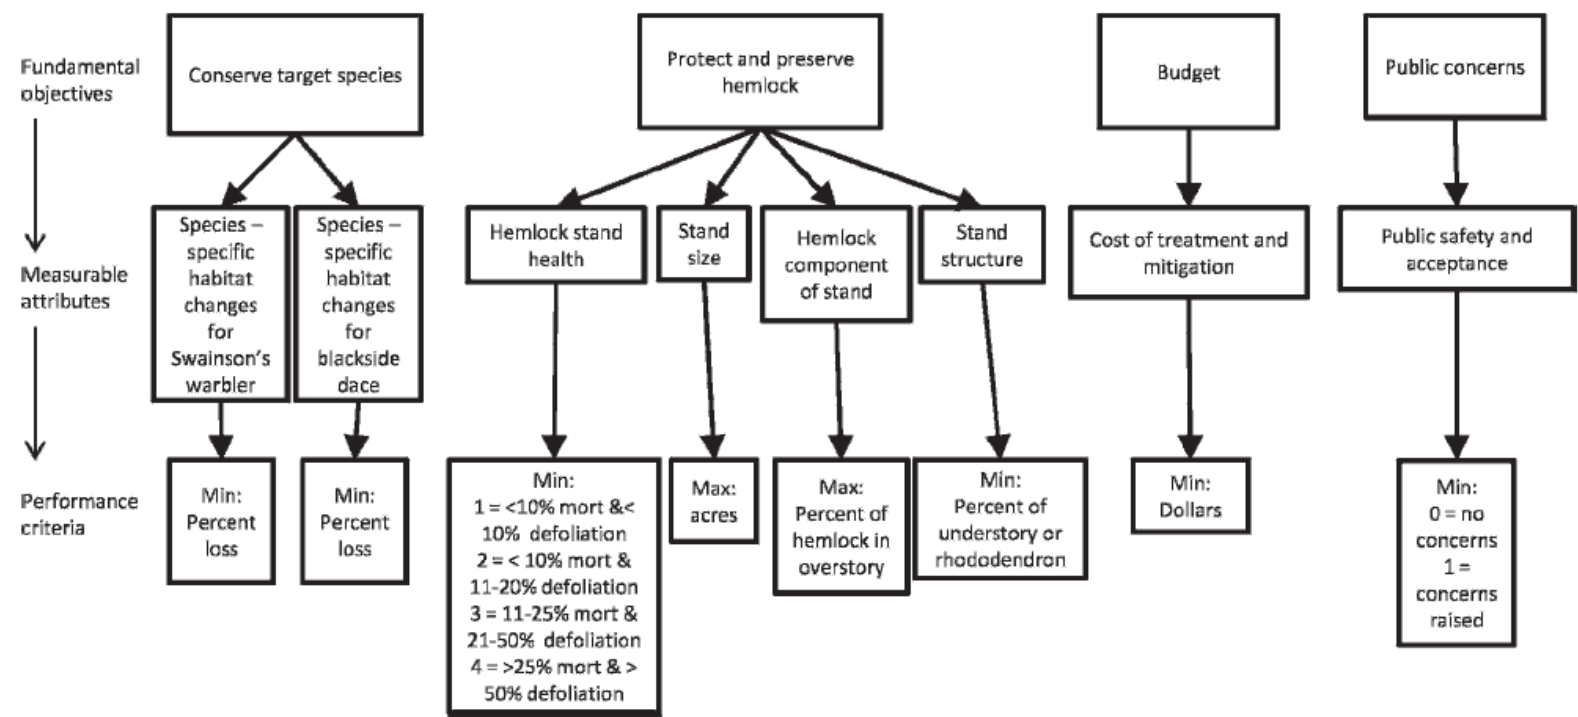 Fundamental
objectives
Conserve target species
Protect and preserve
hemlock
Budget
Public concerns
Measurable
attributes
Species –
specific
habitat
changes
for
Swainson's
warbler
Species –
specific
habitat
changes
for
blackside
dace
Hemlock stand
health
Stand
size
Hemlock
component
of stand
Stand
structure
Cost of treatment and
mitigation
Public safety and
acceptance
Performance
criteria
Min:
Percent
loss
Min:
Percent
loss
Min:
1 = <10% mort &<
10% defoliation
2 = < 10% mort &
11-20% defoliation
3 = 11-25% mort &
21-50% defoliation
4 = >25% mort & >
50% defoliation
Max:
acres
Max:
Percent of
hemlock in
overstory
Min:
Percent of
understory or
rhododendron
Min:
Dollars
Min:
0 = no
concerns
1 =
concerns
raised